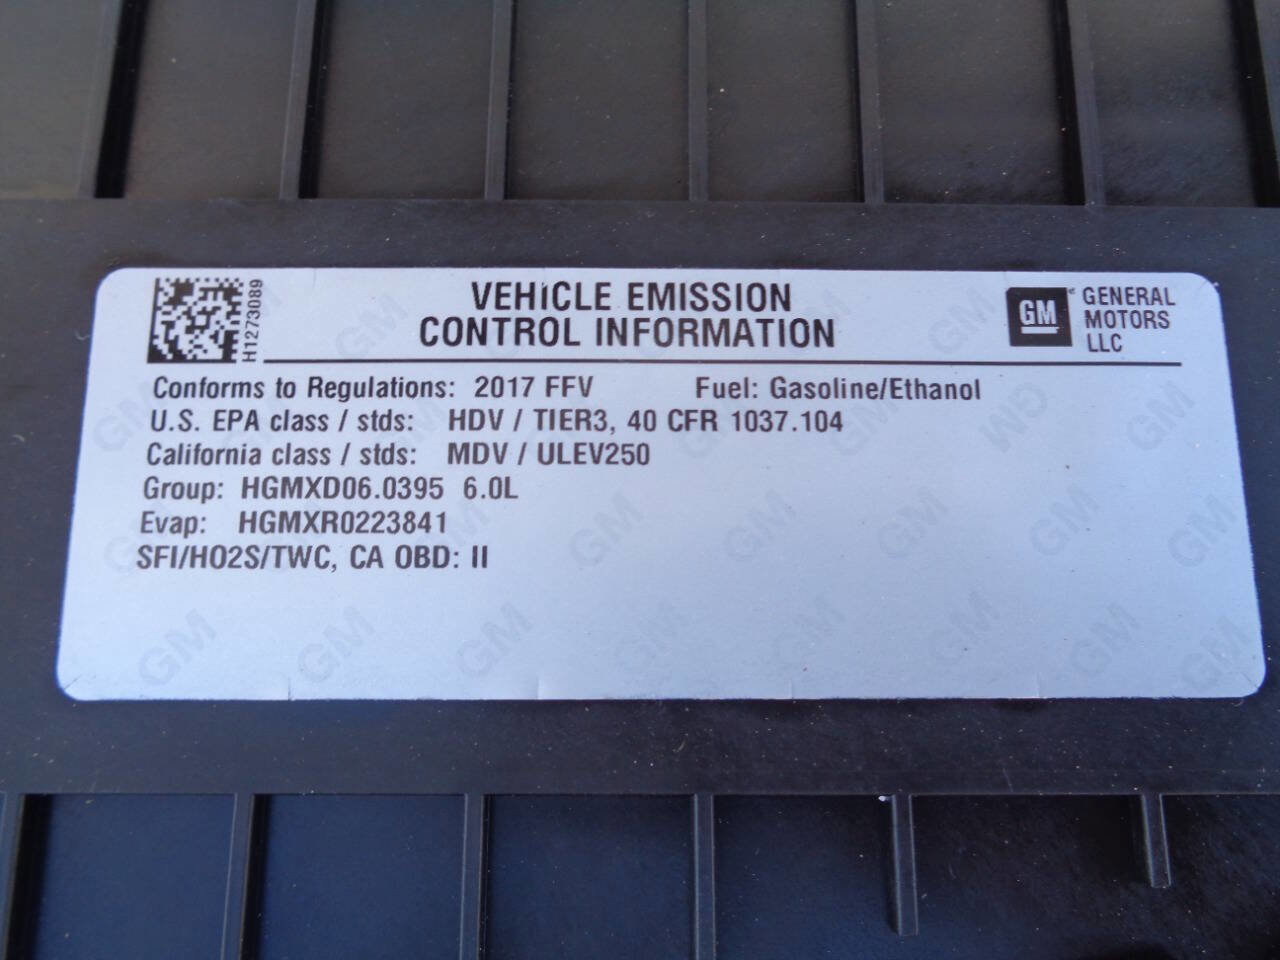 VEHICLE EMISSION
CONTROL INFORMATION
H1273089
GM
GENERAL
MOTORS
LLC
Conforms to Regulations: 2017 FFV Fuel: Gasoline/Ethanol
U.S. EPA class / stds: HDV / TIER3, 40 CFR 1037.104
California class / stds: MDV / ULEV250
Group: HGMXD06.0395 6.0L
Evap: HGMXR0223841
SFI/HO2S/TWC, CA OBD: II